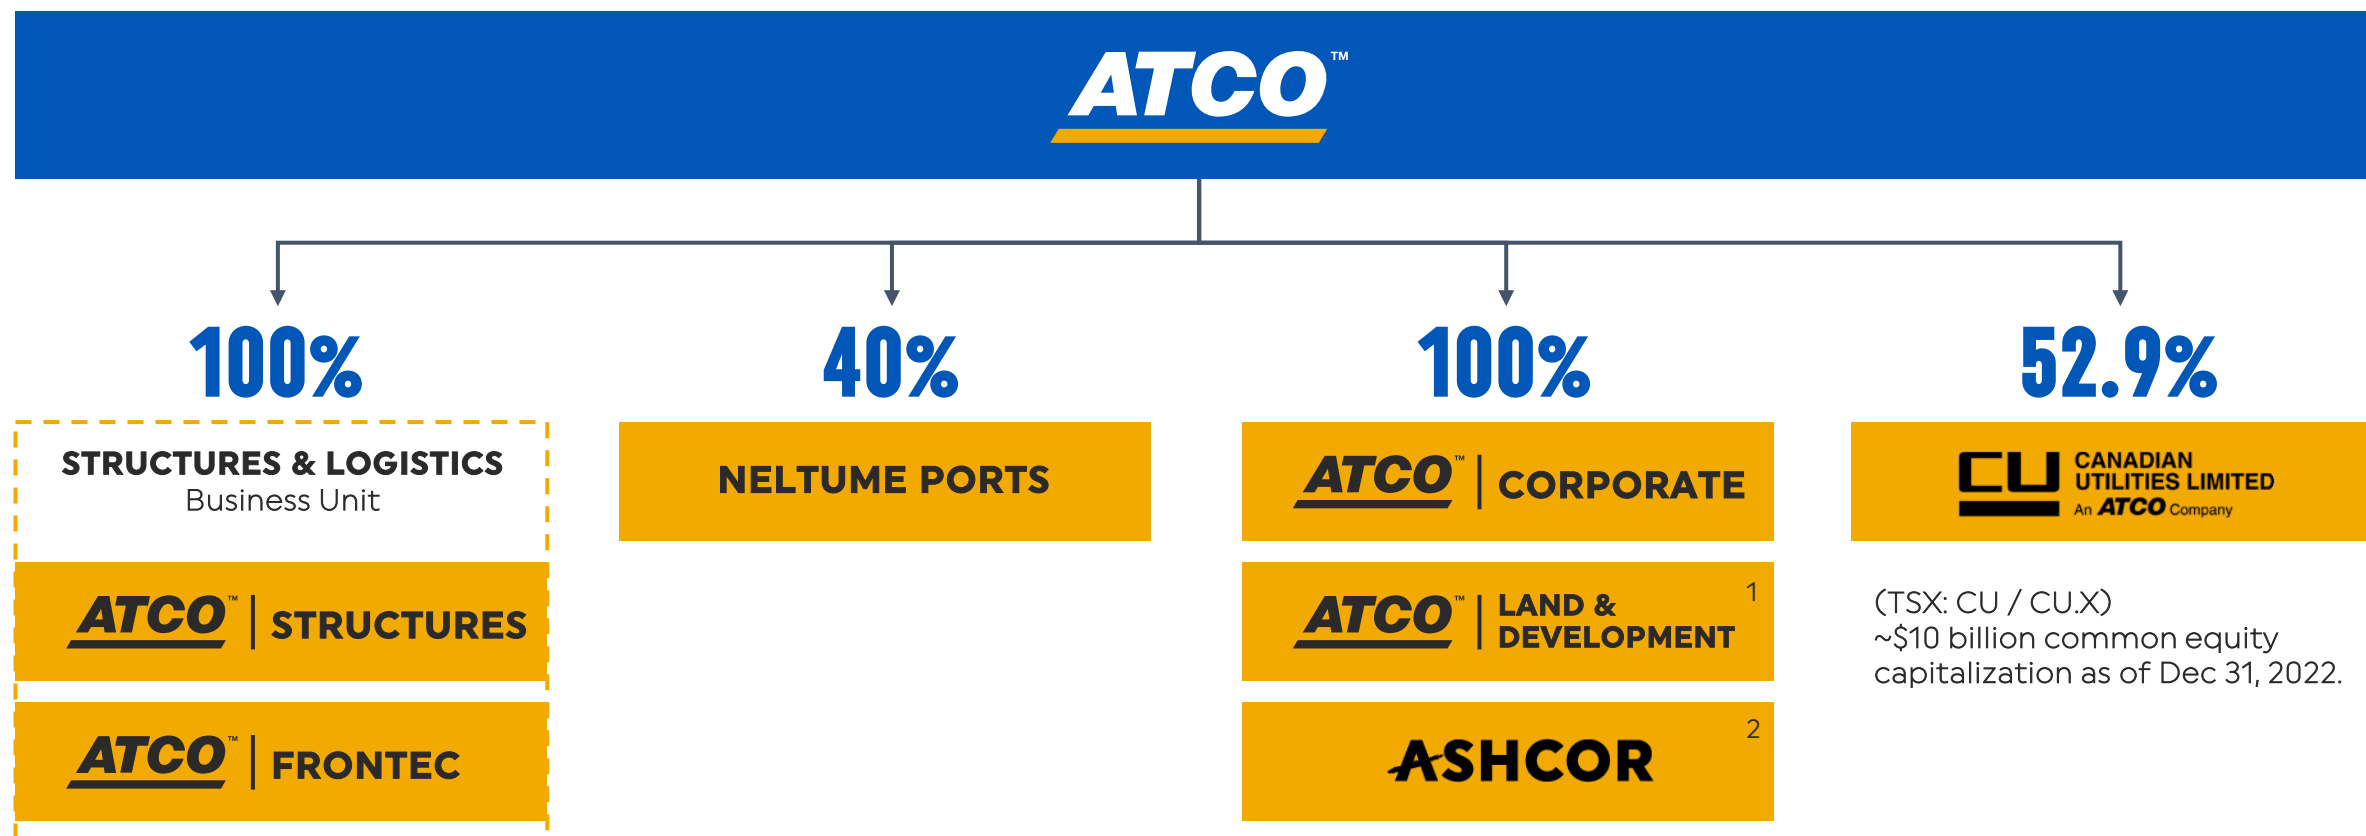 ATCO™
100%
STRUCTURES & LOGISTICS
Business Unit
ATCO™ | STRUCTURES
ATCO™ | FRONTEC
40%
NELTUME PORTS
100%
ATCO™ | CORPORATE
ATCO™ | LAND &
DEVELOPMENT 1
ASHCOR 2
52.9%
CU CANADIAN
UTILITIES LIMITED
An ATCO Company
(TSX: CU / CU.X)
~$10 billion common equity
capitalization as of Dec 31, 2022.